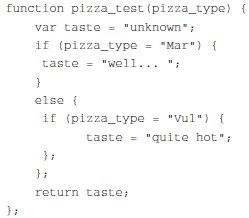 function pizza_test(pizza_type) {
    var taste = "unknown";
    if (pizza_type = "Mar") {
     taste = "well... ";
    }
    else {
     if (pizza_type = "Vul") {
           taste = "quite hot";
     };
    };
    return taste;
};